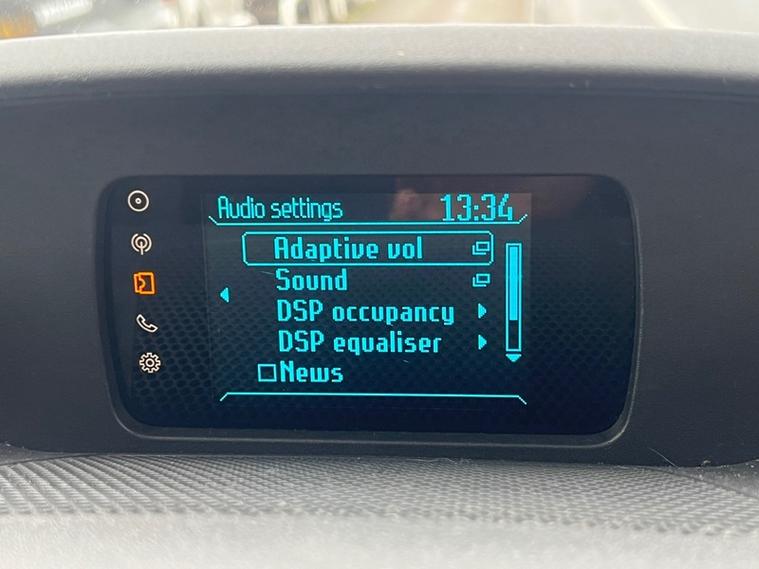 Audio settings 13:34
Adaptive vol
Sound
DSP occupancy
DSP equaliser
News